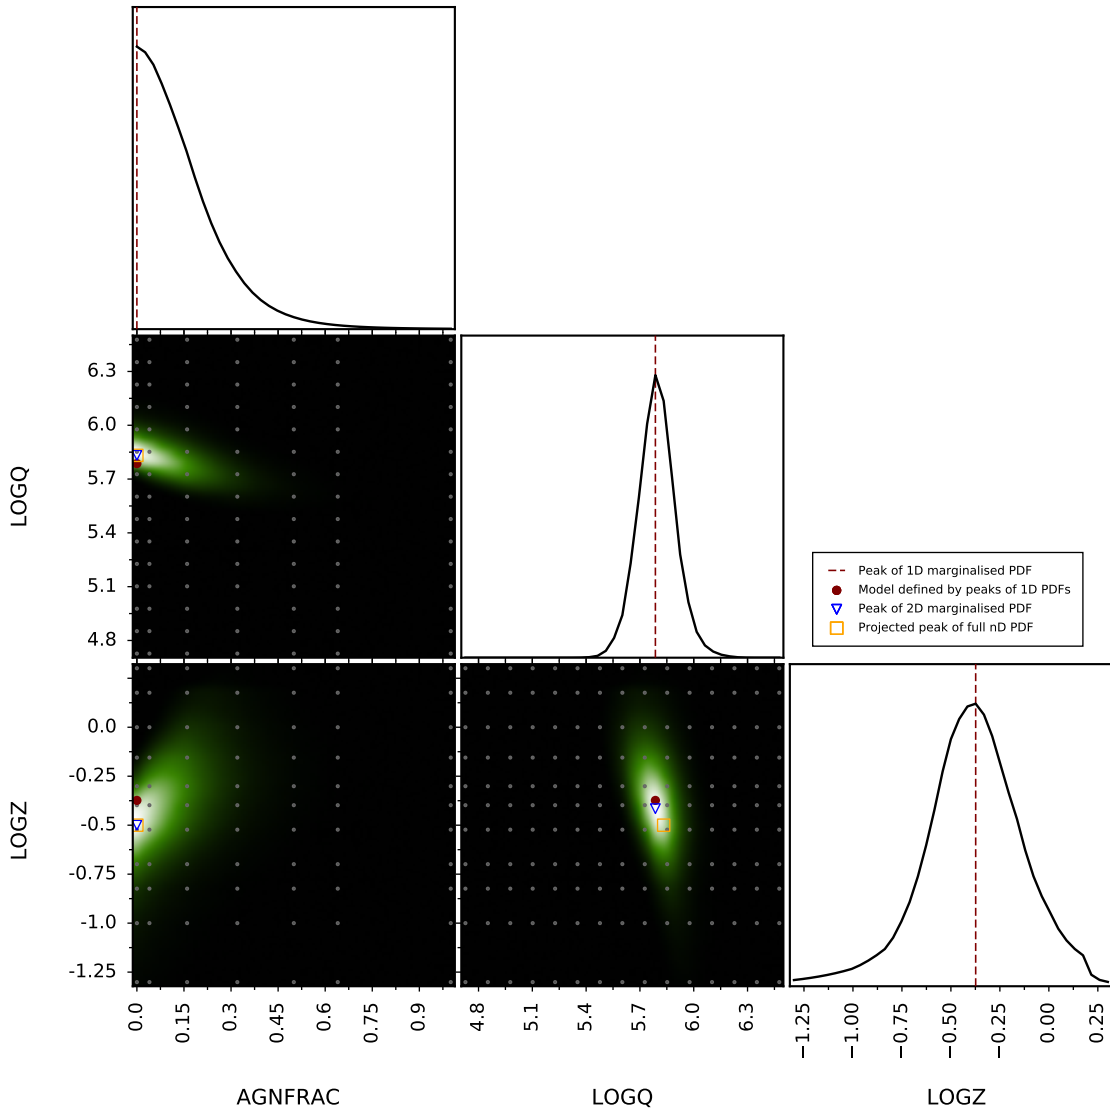 6.3
6.0
5.7
5.4
5.1
4.8
LOGQ
Peak of 1D marginalised PDF
Model defined by peaks of 1D PDFs
Peak of 2D marginalised PDF
Projected peak of full nD PDF
0.0
-0.25
-0.5
-0.75
-1.0
-1.25
LOGZ
0.0 0.15 0.3 0.45 0.6 0.75 0.9
4.8 5.1 5.4 5.7 6.0 6.3
−1.25 −1.00 −0.75 −0.50 −0.25 0.00 0.25
AGNFRAC
LOGQ
LOGZ